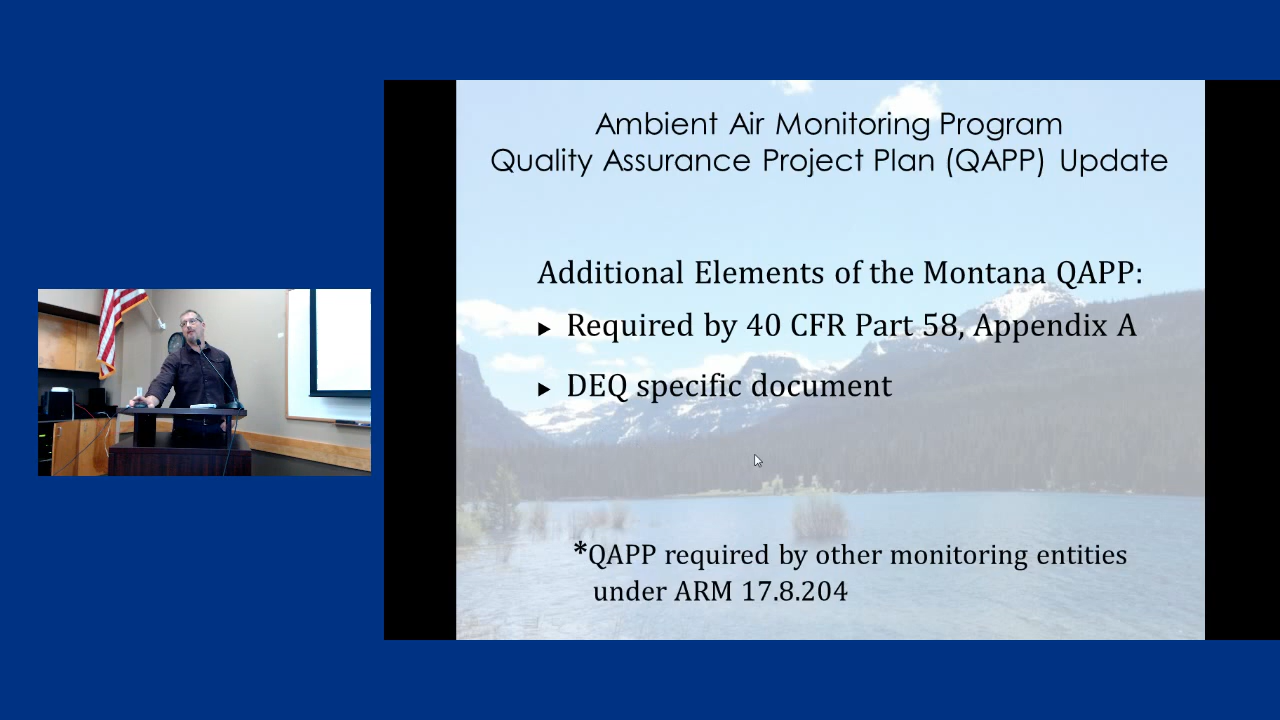 Ambient Air Monitoring Program
Quality Assurance Project Plan (QAPP) Update
Additional Elements of the Montana QAPP:
▶ Required by 40 CFR Part 58, Appendix A
▶ DEQ specific document
*QAPP required by other monitoring entities
under ARM 17.8.204